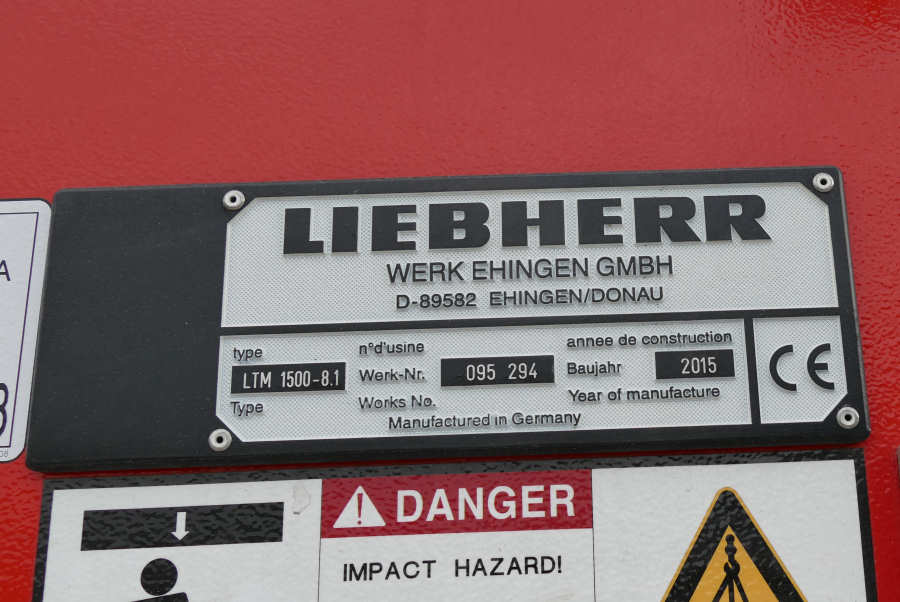 LIEBHERR
WERK EHINGEN GMBH
D-89582 EHINGEN/DONAU
type
LTM 1500-8.1
Type
n°d'usine
Werk-Nr. 095 294
Works No.
annee de construction
Baujahr 2015
Year of manufacture
Manufactured in Germany
CE
A
DANGER
IMPACT HAZARD!